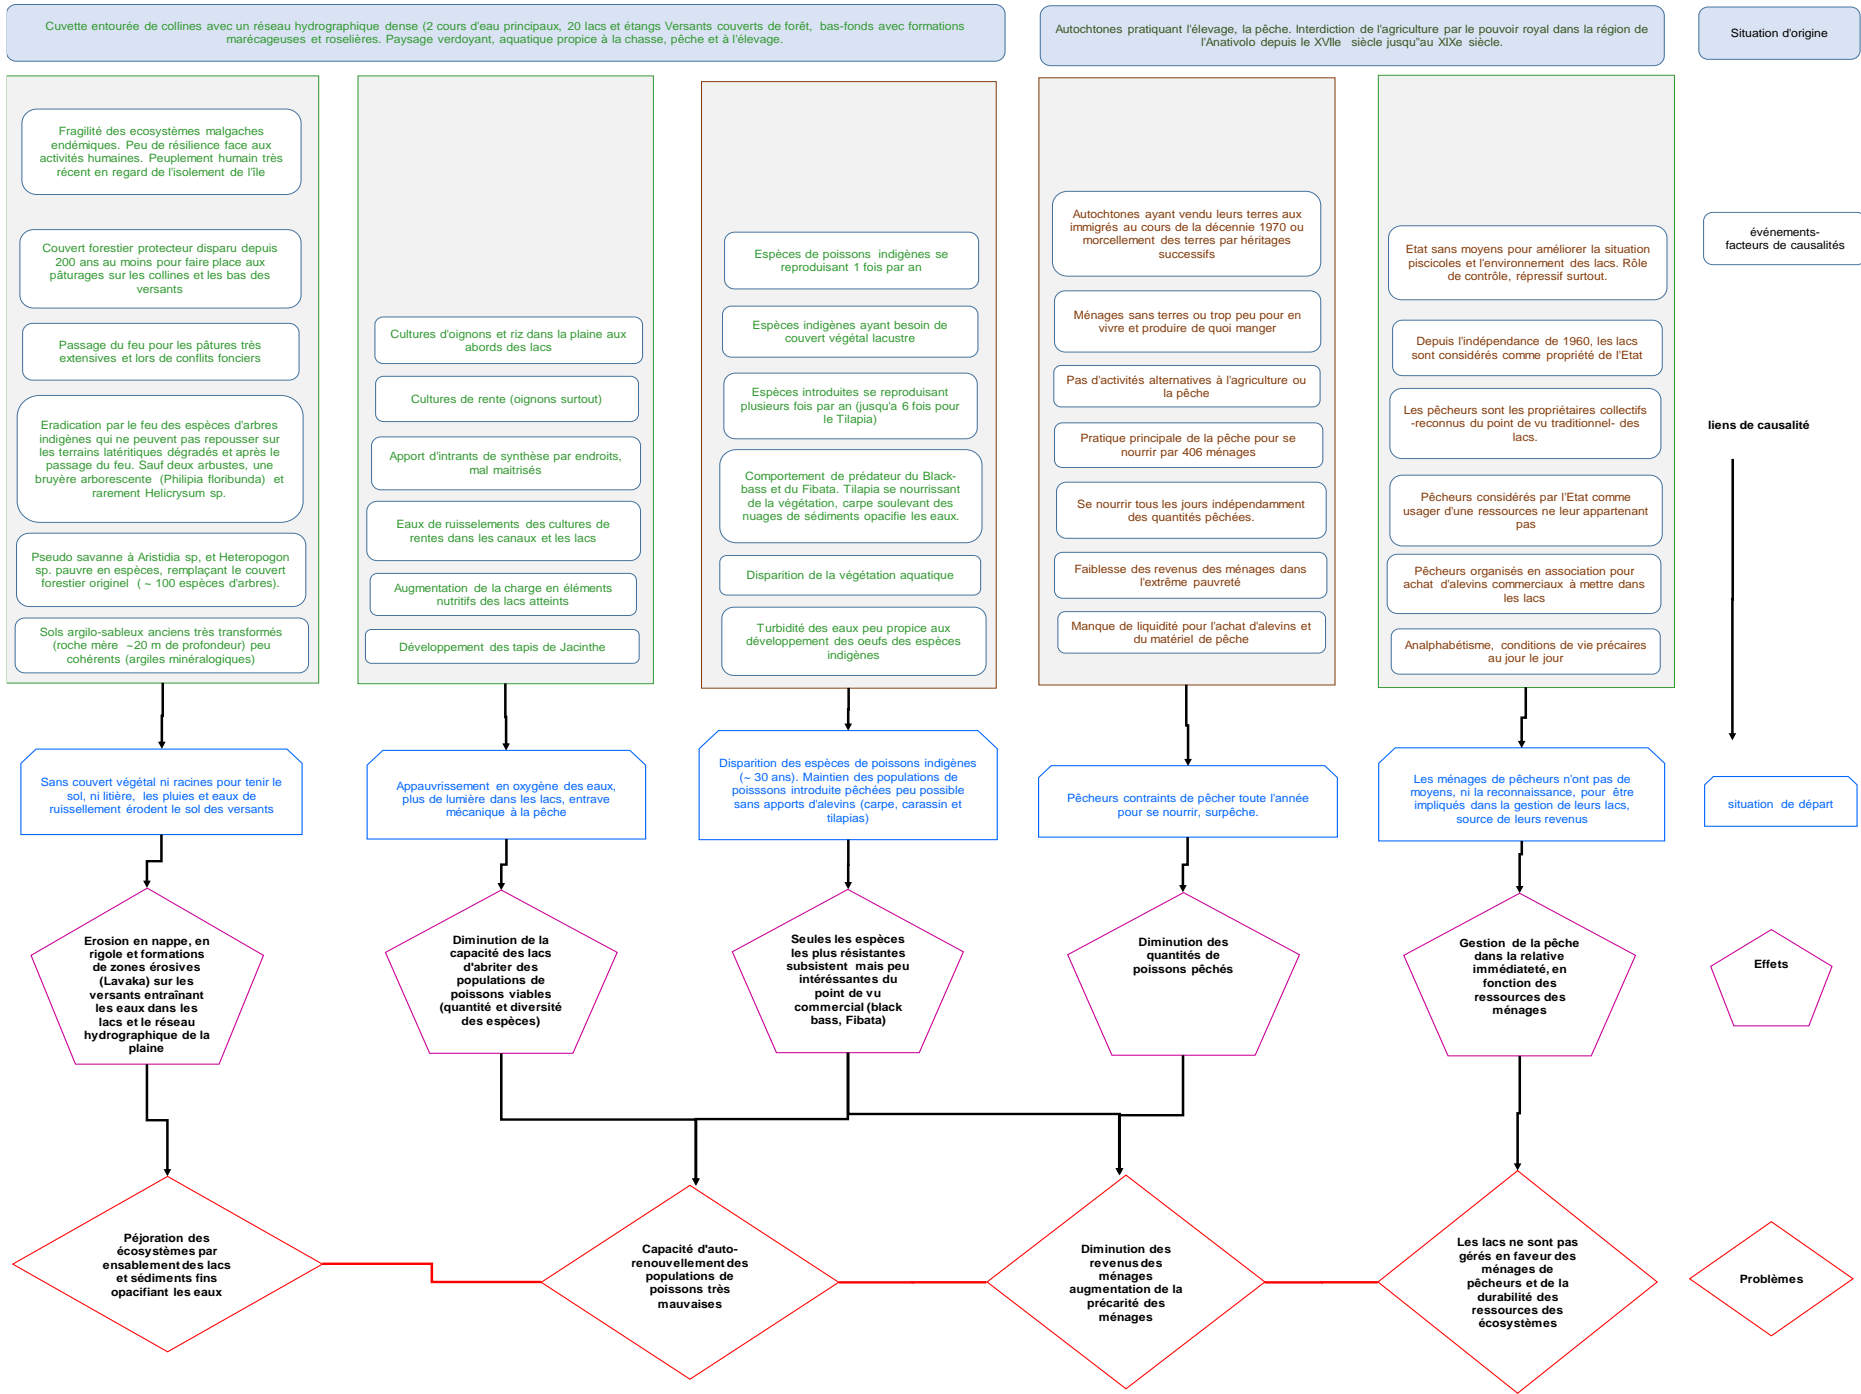 Cuvette entourée de collines avec un réseau hydrographique dense (2 cours d'eau principaux, 20 lacs et étangs Versants couverts de forêt, bas-fonds avec formations
marécageuses et roselières. Paysage verdoyant, aquatique propice à la chasse, pêche et à l'élevage.
Autochtones pratiquant l'élevage, la pêche. Interdiction de l'agriculture par le pouvoir royal dans la région de
l'Anativolo depuis le XVIIe siècle jusqu"au XIXe siècle.
Situation d'origine
Fragilité des ecosystèmes malgaches
endémiques. Peu de résilience face aux
activités humaines. Peuplement humain très
récent en regard de l'isolement de l'île
Couvert forestier protecteur disparu depuis
200 ans au moins pour faire place aux
pâturages sur les collines et les bas des
versants
Passage du feu pour les pâtures très
extensives et lors de conflits fonciers
Eradication par le feu des espèces d'arbres
indigènes qui ne peuvent pas repousser sur
les terrains latéritiques dégradés et après le
passage du feu. Sauf deux arbustes, une
bruyère arborescente (Philipia floribunda) et
rarement Helicrysum sp.
Pseudo savanne à Aristidia sp, et Heteropogon
sp. pauvre en espèces, remplaçant le couvert
forestier originel ( ~ 100 espèces d'arbres).
Sols argilo-sableux anciens très transformés
(roche mère ~20 m de profondeur) peu
cohérents (argiles minéralogiques)
Cultures d'oignons et riz dans la plaine aux
abords des lacs
Cultures de rente (oignons surtout)
Apport d'intrants de synthèse par endroits,
mal maitrisés
Eaux de ruisselements des cultures de
rentes dans les canaux et les lacs
Augmentation de la charge en éléments
nutritifs des lacs atteints
Développement des tapis de Jacinthe
Espèces de poissons indigènes se
reproduisant 1 fois par an
Espèces indigènes ayant besoin de
couvert végétal lacustre
Espèces introduites se reproduisant
plusieurs fois par an (jusqu'a 6 fois pour
le Tilapia)
Comportement de prédateur du Black-
bass et du Fibata. Tilapia se nourrissant
de la végétation, carpe soulevant des
nuages de sédiments opacifie les eaux.
Disparition de la végétation aquatique
Turbidité des eaux peu propice aux
développement des oeufs des espèces
indigènes
Autochtones ayant vendu leurs terres aux
immigrés au cours de la décennie 1970 ou
morcellement des terres par héritages
successifs
Ménages sans terres ou trop peu pour en
vivre et produire de quoi manger
Pas d'activités alternatives à l'agriculture ou
la pêche
Pratique principale de la pêche pour se
nourrir par 406 ménages
Se nourrir tous les jours indépendamment
des quantités pêchées.
Faiblesse des revenus des ménages dans
l'extrême pauvreté
Manque de liquidité pour l'achat d'alevins et
du matériel de pêche
Etat sans moyens pour améliorer la situation
piscicoles et l'environnement des lacs. Rôle
de contrôle, répressif surtout.
Depuis l'indépendance de 1960, les lacs
sont considérés comme propriété de l'Etat
Les pêcheurs sont les propriétaires collectifs
-reconnus du point de vu traditionnel- des
lacs.
Pêcheurs considérés par l'Etat comme
usager d'une ressources ne leur appartenant
pas
Pêcheurs organisés en association pour
achat d'alevins commerciaux à mettre dans
les lacs
Analphabétisme, conditions de vie précaires
au jour le jour
événements-
facteurs de causalités
liens de causalité
Sans couvert végétal ni racines pour tenir le
sol, ni litière, les pluies et eaux de
ruissellement érodent le sol des versants
Appauvrissement en oxygène des eaux,
plus de lumière dans les lacs, entrave
mécanique à la pêche
Disparition des espèces de poissons indigènes
(~ 30 ans). Maintien des populations de
poisssons introduite pêchées peu possible
sans apports d'alevins (carpe, carassin et
tilapias)
Pêcheurs contraints de pêcher toute l'année
pour se nourrir, surpêche.
Les ménages de pêcheurs n'ont pas de
moyens, ni la reconnaissance, pour être
impliqués dans la gestion de leurs lacs,
source de leurs revenus
situation de départ
Erosion en nappe, en
rigole et formations
de zones érosives
(Lavaka) sur les
versants entraînant
les eaux dans les
lacs et le réseau
hydrographique de la
plaine
Diminution de la
capacité des lacs
d'abriter des
populations de
poissons viables
(quantité et diversité
des espèces)
Seules les espèces
les plus résistantes
subsistent mais peu
intéréssantes du
point de vu
commercial (black
bass, Fibata)
Diminution des
quantités de
poissons pêchés
Gestion de la pêche
dans la relative
immédiateté, en
fonction des
ressources des
ménages
Effets
Péjoration des
écosystèmes par
ensablement des lacs
et sédiments fins
opacifiant les eaux
Capacité d'auto-
renouvellement des
populations de
poissons très
mauvaises
Diminution des
revenus des
ménages
augmentation de la
précarité des
ménages
Les lacs ne sont pas
gérés en faveur des
ménages de
pêcheurs et de la
durabilité des
ressources des
écosystèmes
Problèmes